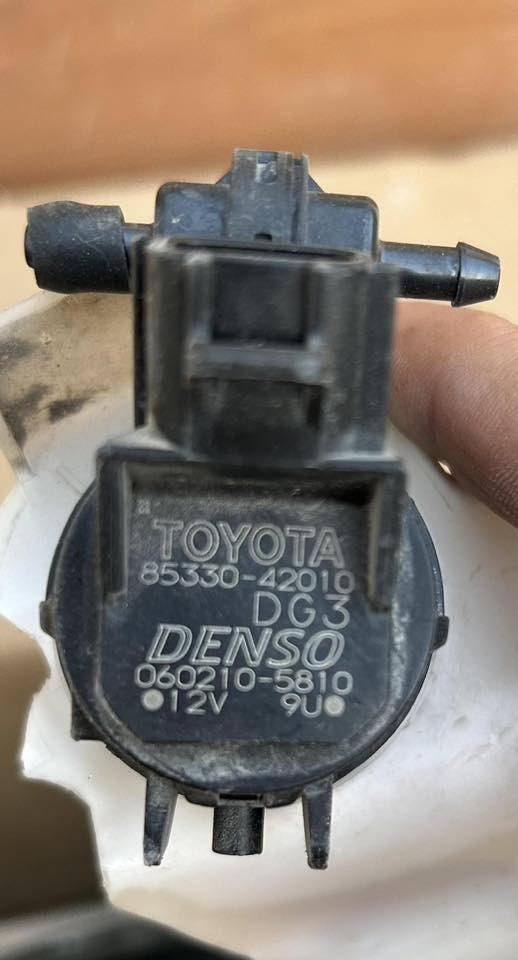 TOYOTA
85330-42010
DG3
DENSO
060210-5810
12V 9U